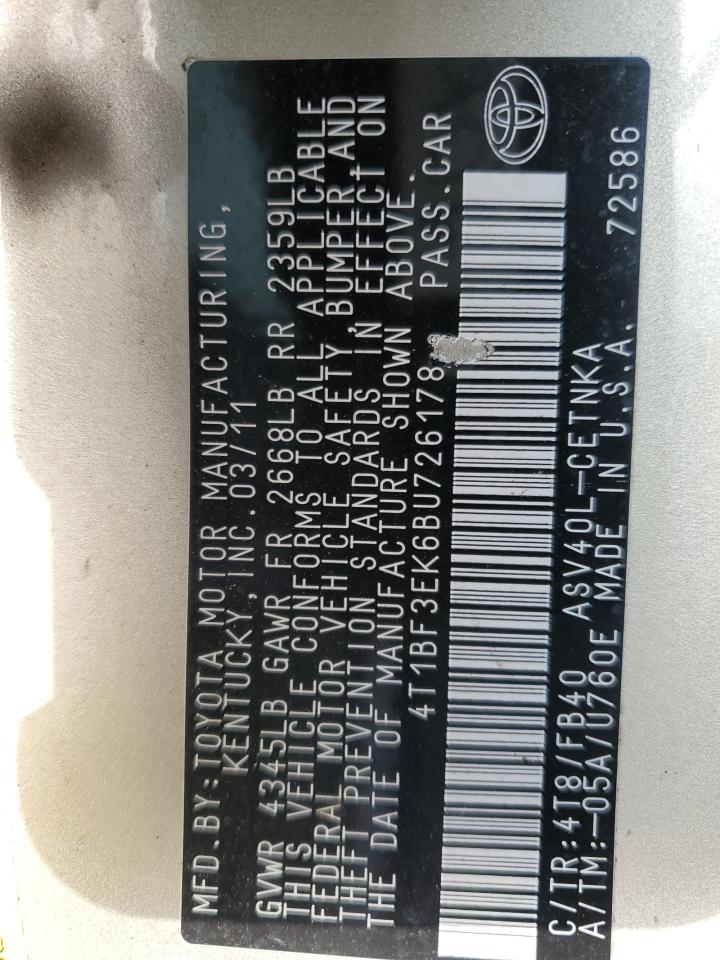 MFD.BY:TOYOTA MOTOR MANUFACTURING,
KENTUCKY,INC.03/11
GVWR 4345LB GAWR FR 2668LB RR 2359LB
THIS VEHICLE CONFORMS TO ALL APPLICABLE
FEDERAL MOTOR VEHICLE SAFETY,BUMPER,AND
THEFT PREVENTION STANDARDS IN EFFECT ON
THE DATE OF MANUFACTURE SHOWN ABOVE.
4T1BF3EK6BU726178 PASS.CAR
C/TR:4T8/FB40 ASV40L-CETNKA
A/TM:-05A/U760E MADE IN U.S.A. 72586